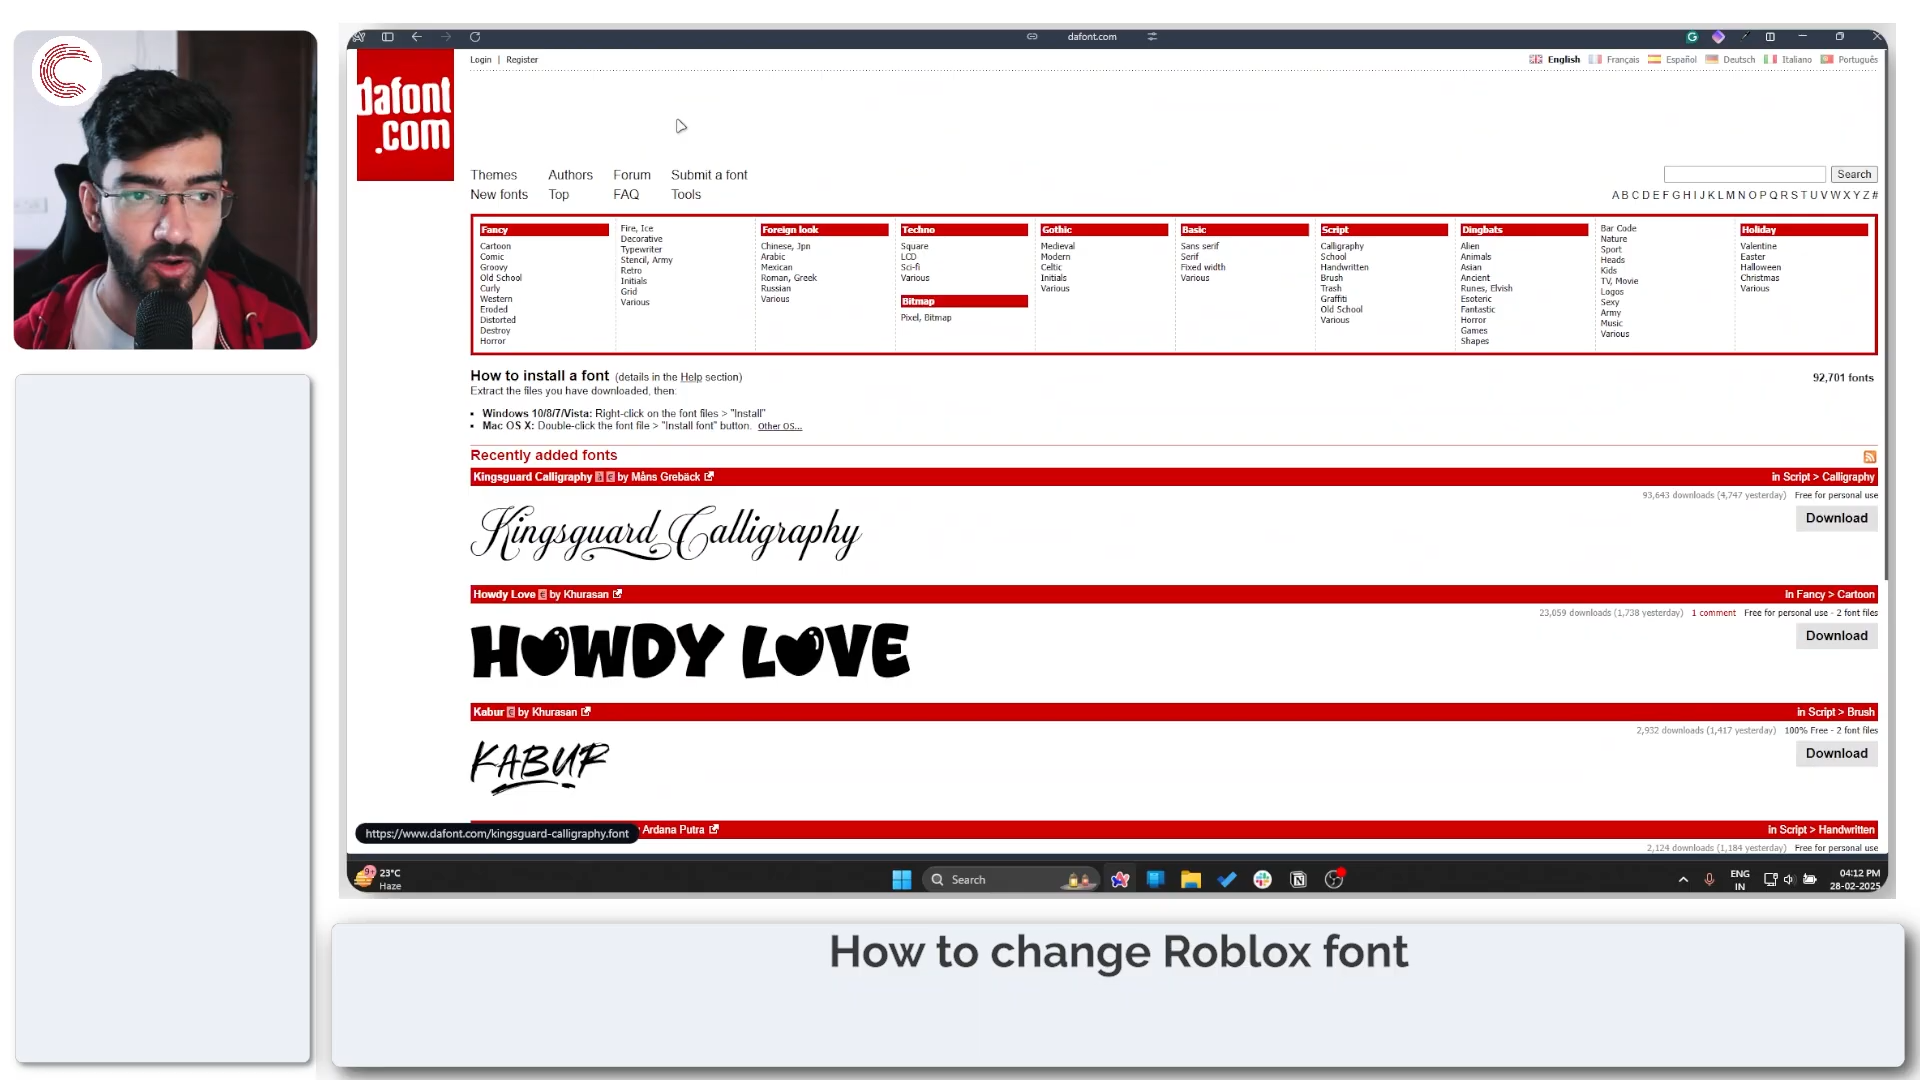 dafont.com
Login | Register
English Français Español Deutsch Italiano Português
dafont
.com
Themes Authors Forum Submit a font
New fonts Top FAQ Tools
Search
A B C D E F G H I J K L M N O P Q R S T U V W X Y Z #
Fancy
Cartoon
Comic
Groovy
Old School
Curly
Western
Eroded
Distorted
Destroy
Horror
Fire, Ice
Decorative
Typewriter
Stencil, Army
Retro
Initials
Grid
Various
Foreign look
Chinese, Jpn
Arabic
Mexican
Roman, Greek
Russian
Various
Techno
Square
LCD
Sci-fi
Various
Bitmap
Pixel, Bitmap
Gothic
Medieval
Modern
Celtic
Initials
Various
Basic
Sans serif
Serif
Fixed width
Various
Script
Calligraphy
School
Handwritten
Brush
Trash
Graffiti
Old School
Various
Dingbats
Alien
Animals
Asian
Ancient
Runes, Elvish
Esoteric
Fantastic
Horror
Games
Shapes
Bar Code
Nature
Sport
Heads
Kids
TV, Movie
Logos
Sexy
Army
Music
Various
Holiday
Valentine
Easter
Halloween
Christmas
Various
How to install a font (details in the Help section)
92,701 fonts
Extract the files you have downloaded, then:
• Windows 10/8/7/Vista: Right-click on the font files > "Install"
• Mac OS X: Double-click the font file > "Install font" button. Other OS...
Recently added fonts
Kingsguard Calligraphy à € by Måns Grebäck in Script > Calligraphy
93,643 downloads (4,747 yesterday) Free for personal use
Kingsguard Calligraphy
Download
Howdy Love € by Khurasan in Fancy > Cartoon
23,059 downloads (1,738 yesterday) 1 comment Free for personal use - 2 font files
HOWDY LOVE
Download
Kabur € by Khurasan in Script > Brush
2,932 downloads (1,417 yesterday) 100% Free - 2 font files
KABUR
Download
https://www.dafont.com/kingsguard-calligraphy.font
Ardana Putra in Script > Handwritten
2,124 downloads (1,184 yesterday) Free for personal use
9+
23°C
Haze
Search
ENG
IN
04:12 PM
28-02-2025
How to change Roblox font